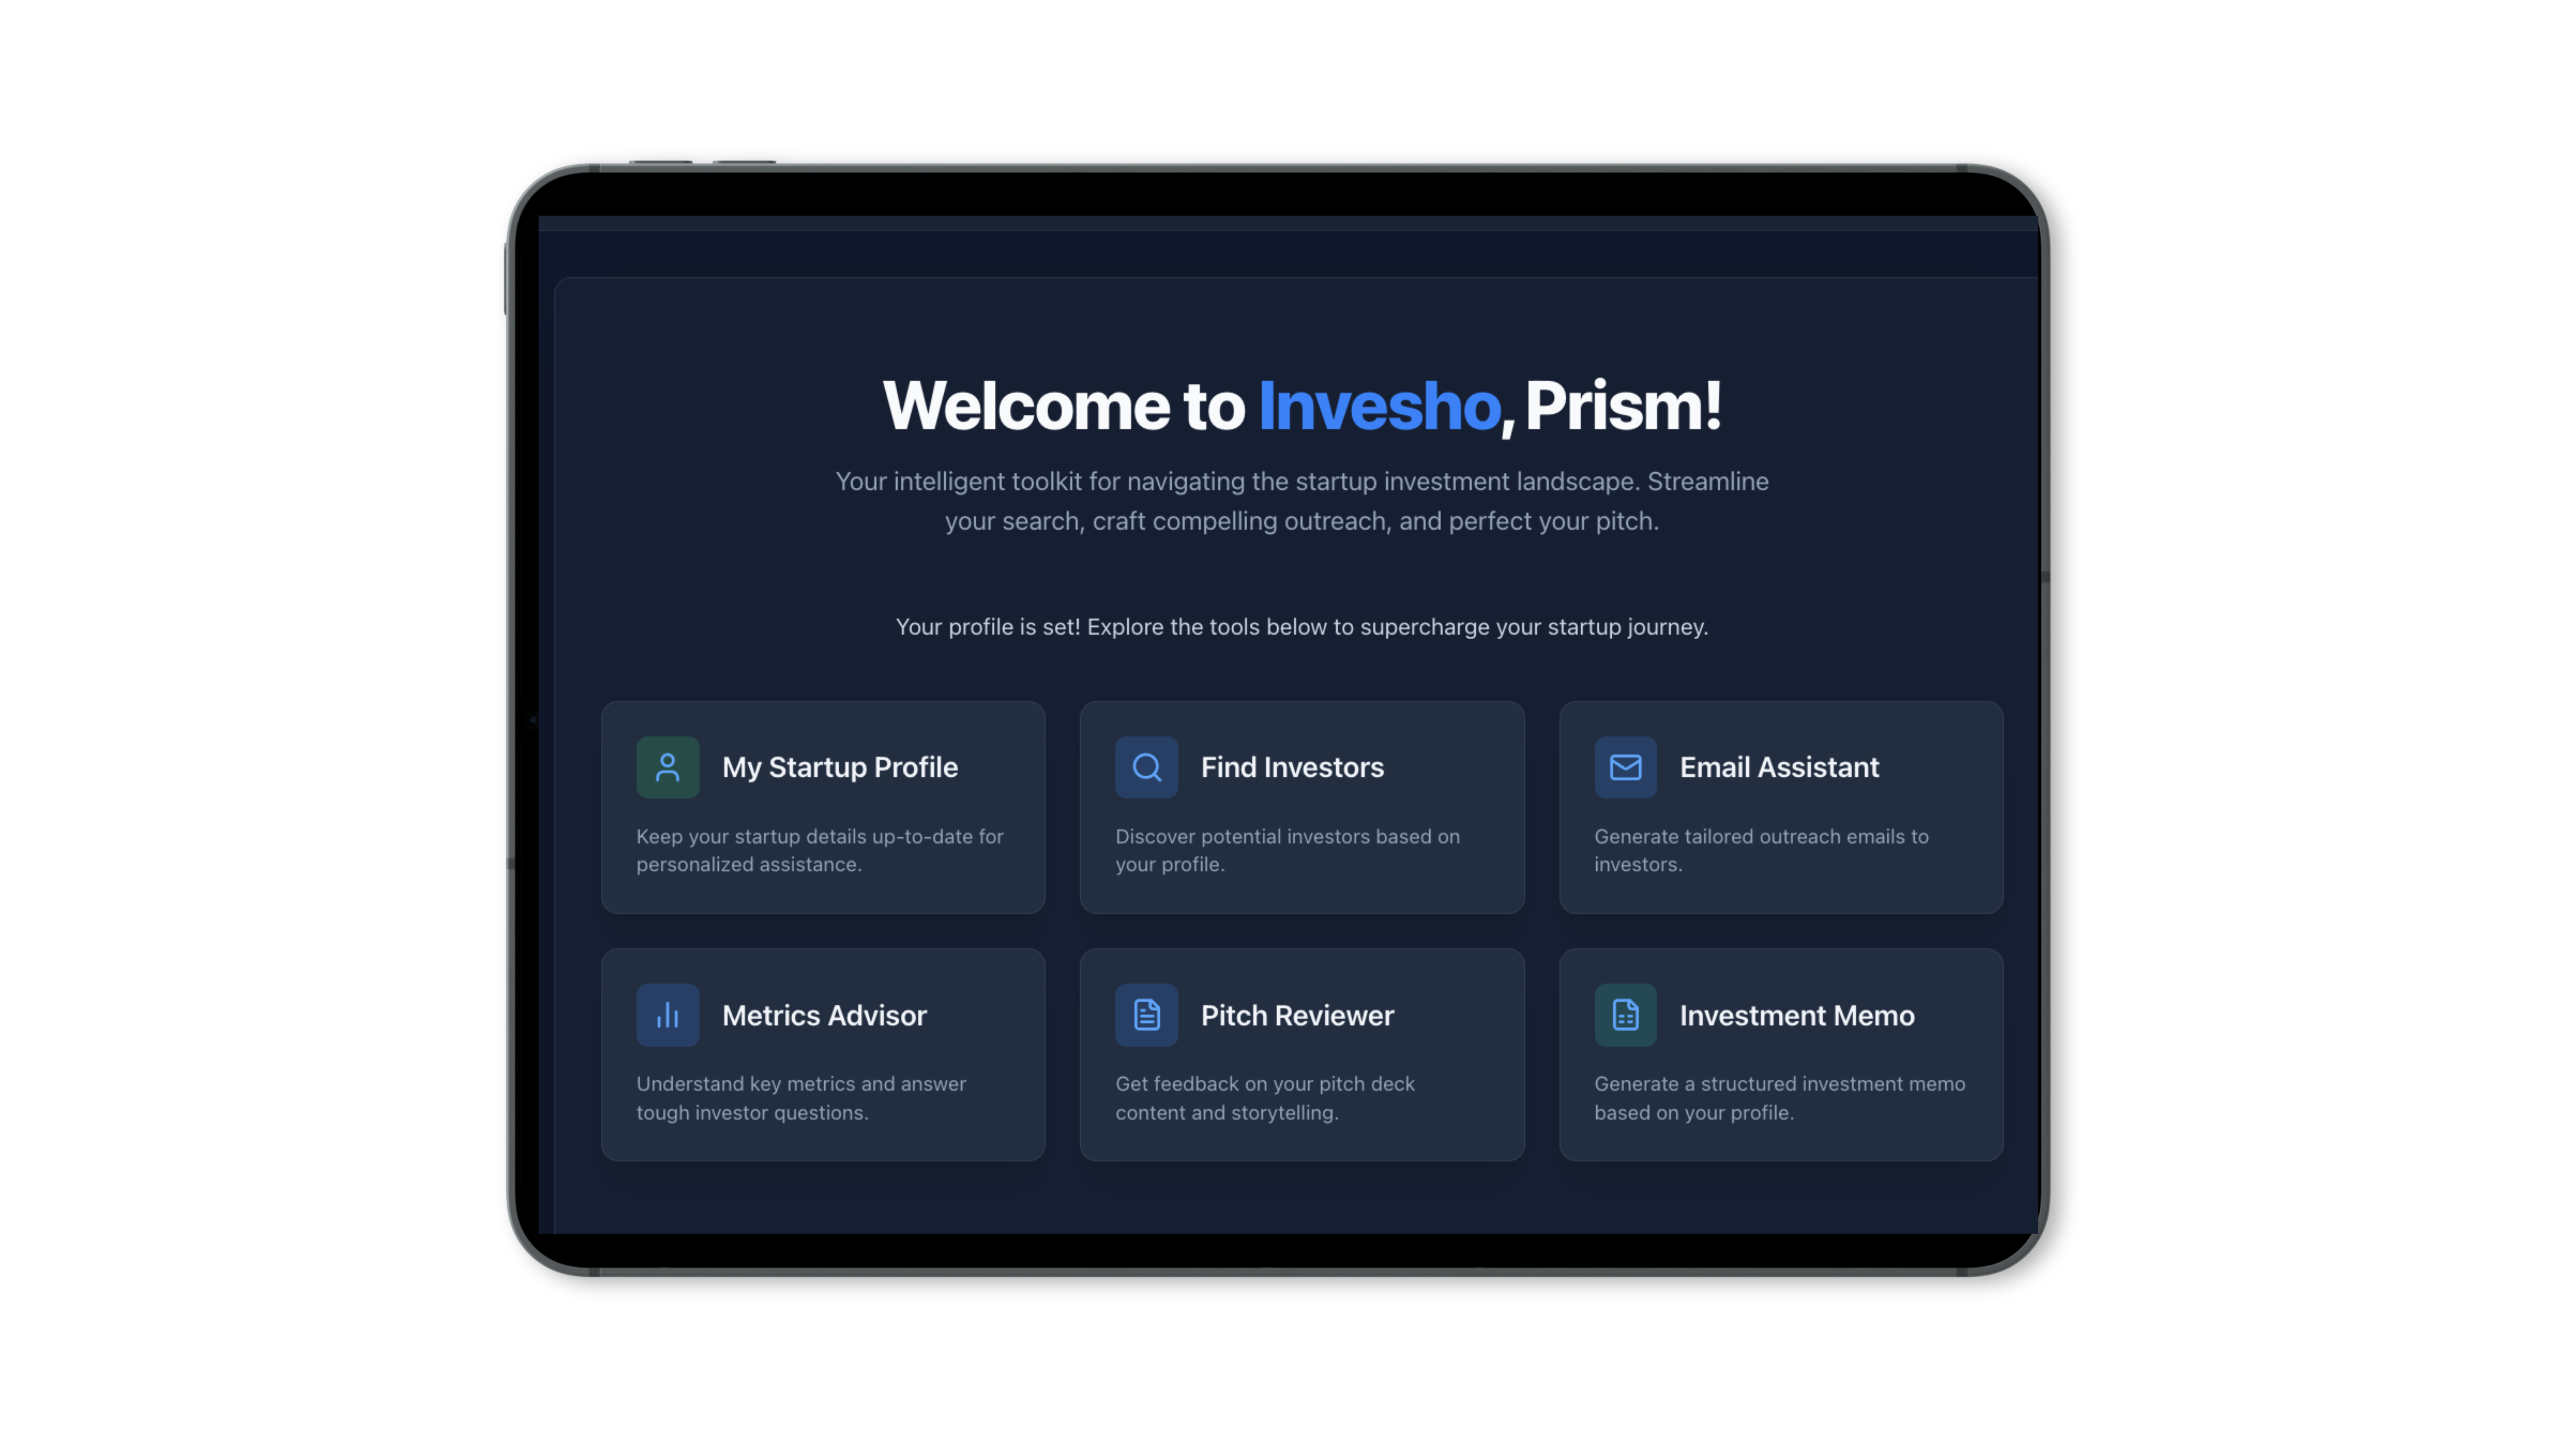 Welcome to Invesho, Prism!
Your intelligent toolkit for navigating the startup investment landscape. Streamline
your search, craft compelling outreach, and perfect your pitch.
Your profile is set! Explore the tools below to supercharge your startup journey.
My Startup Profile
Keep your startup details up-to-date for
personalized assistance.
Find Investors
Discover potential investors based on
your profile.
Email Assistant
Generate tailored outreach emails to
investors.
Metrics Advisor
Understand key metrics and answer
tough investor questions.
Pitch Reviewer
Get feedback on your pitch deck
content and storytelling.
Investment Memo
Generate a structured investment memo
based on your profile.